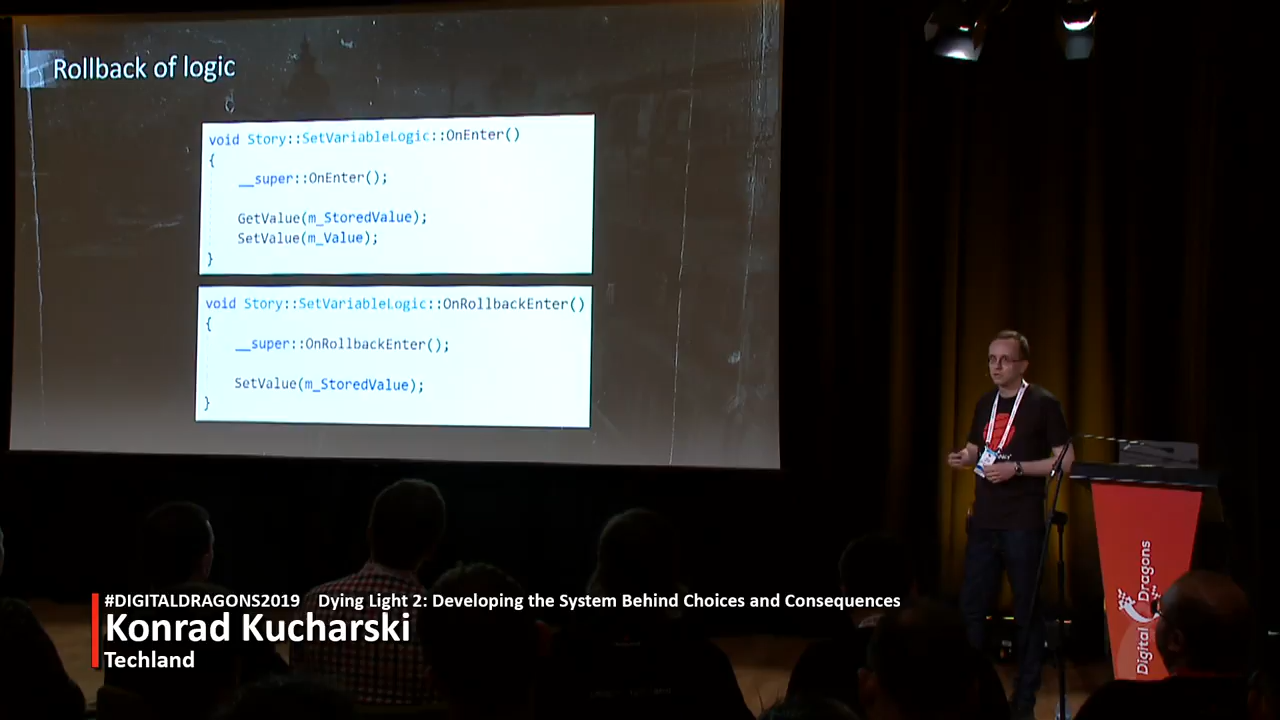 Rollback of logic
void Story::SetVariableLogic::OnEnter()
{
__super::OnEnter();
GetValue(m_StoredValue);
SetValue(m_Value);
}
void Story::SetVariableLogic::OnRollbackEnter()
{
__super::OnRollbackEnter();
SetValue(m_StoredValue);
}
Digital Dragons
#DIGITALDRAGONS2019 Dying Light 2: Developing the System Behind Choices and Consequences
Konrad Kucharski
Techland